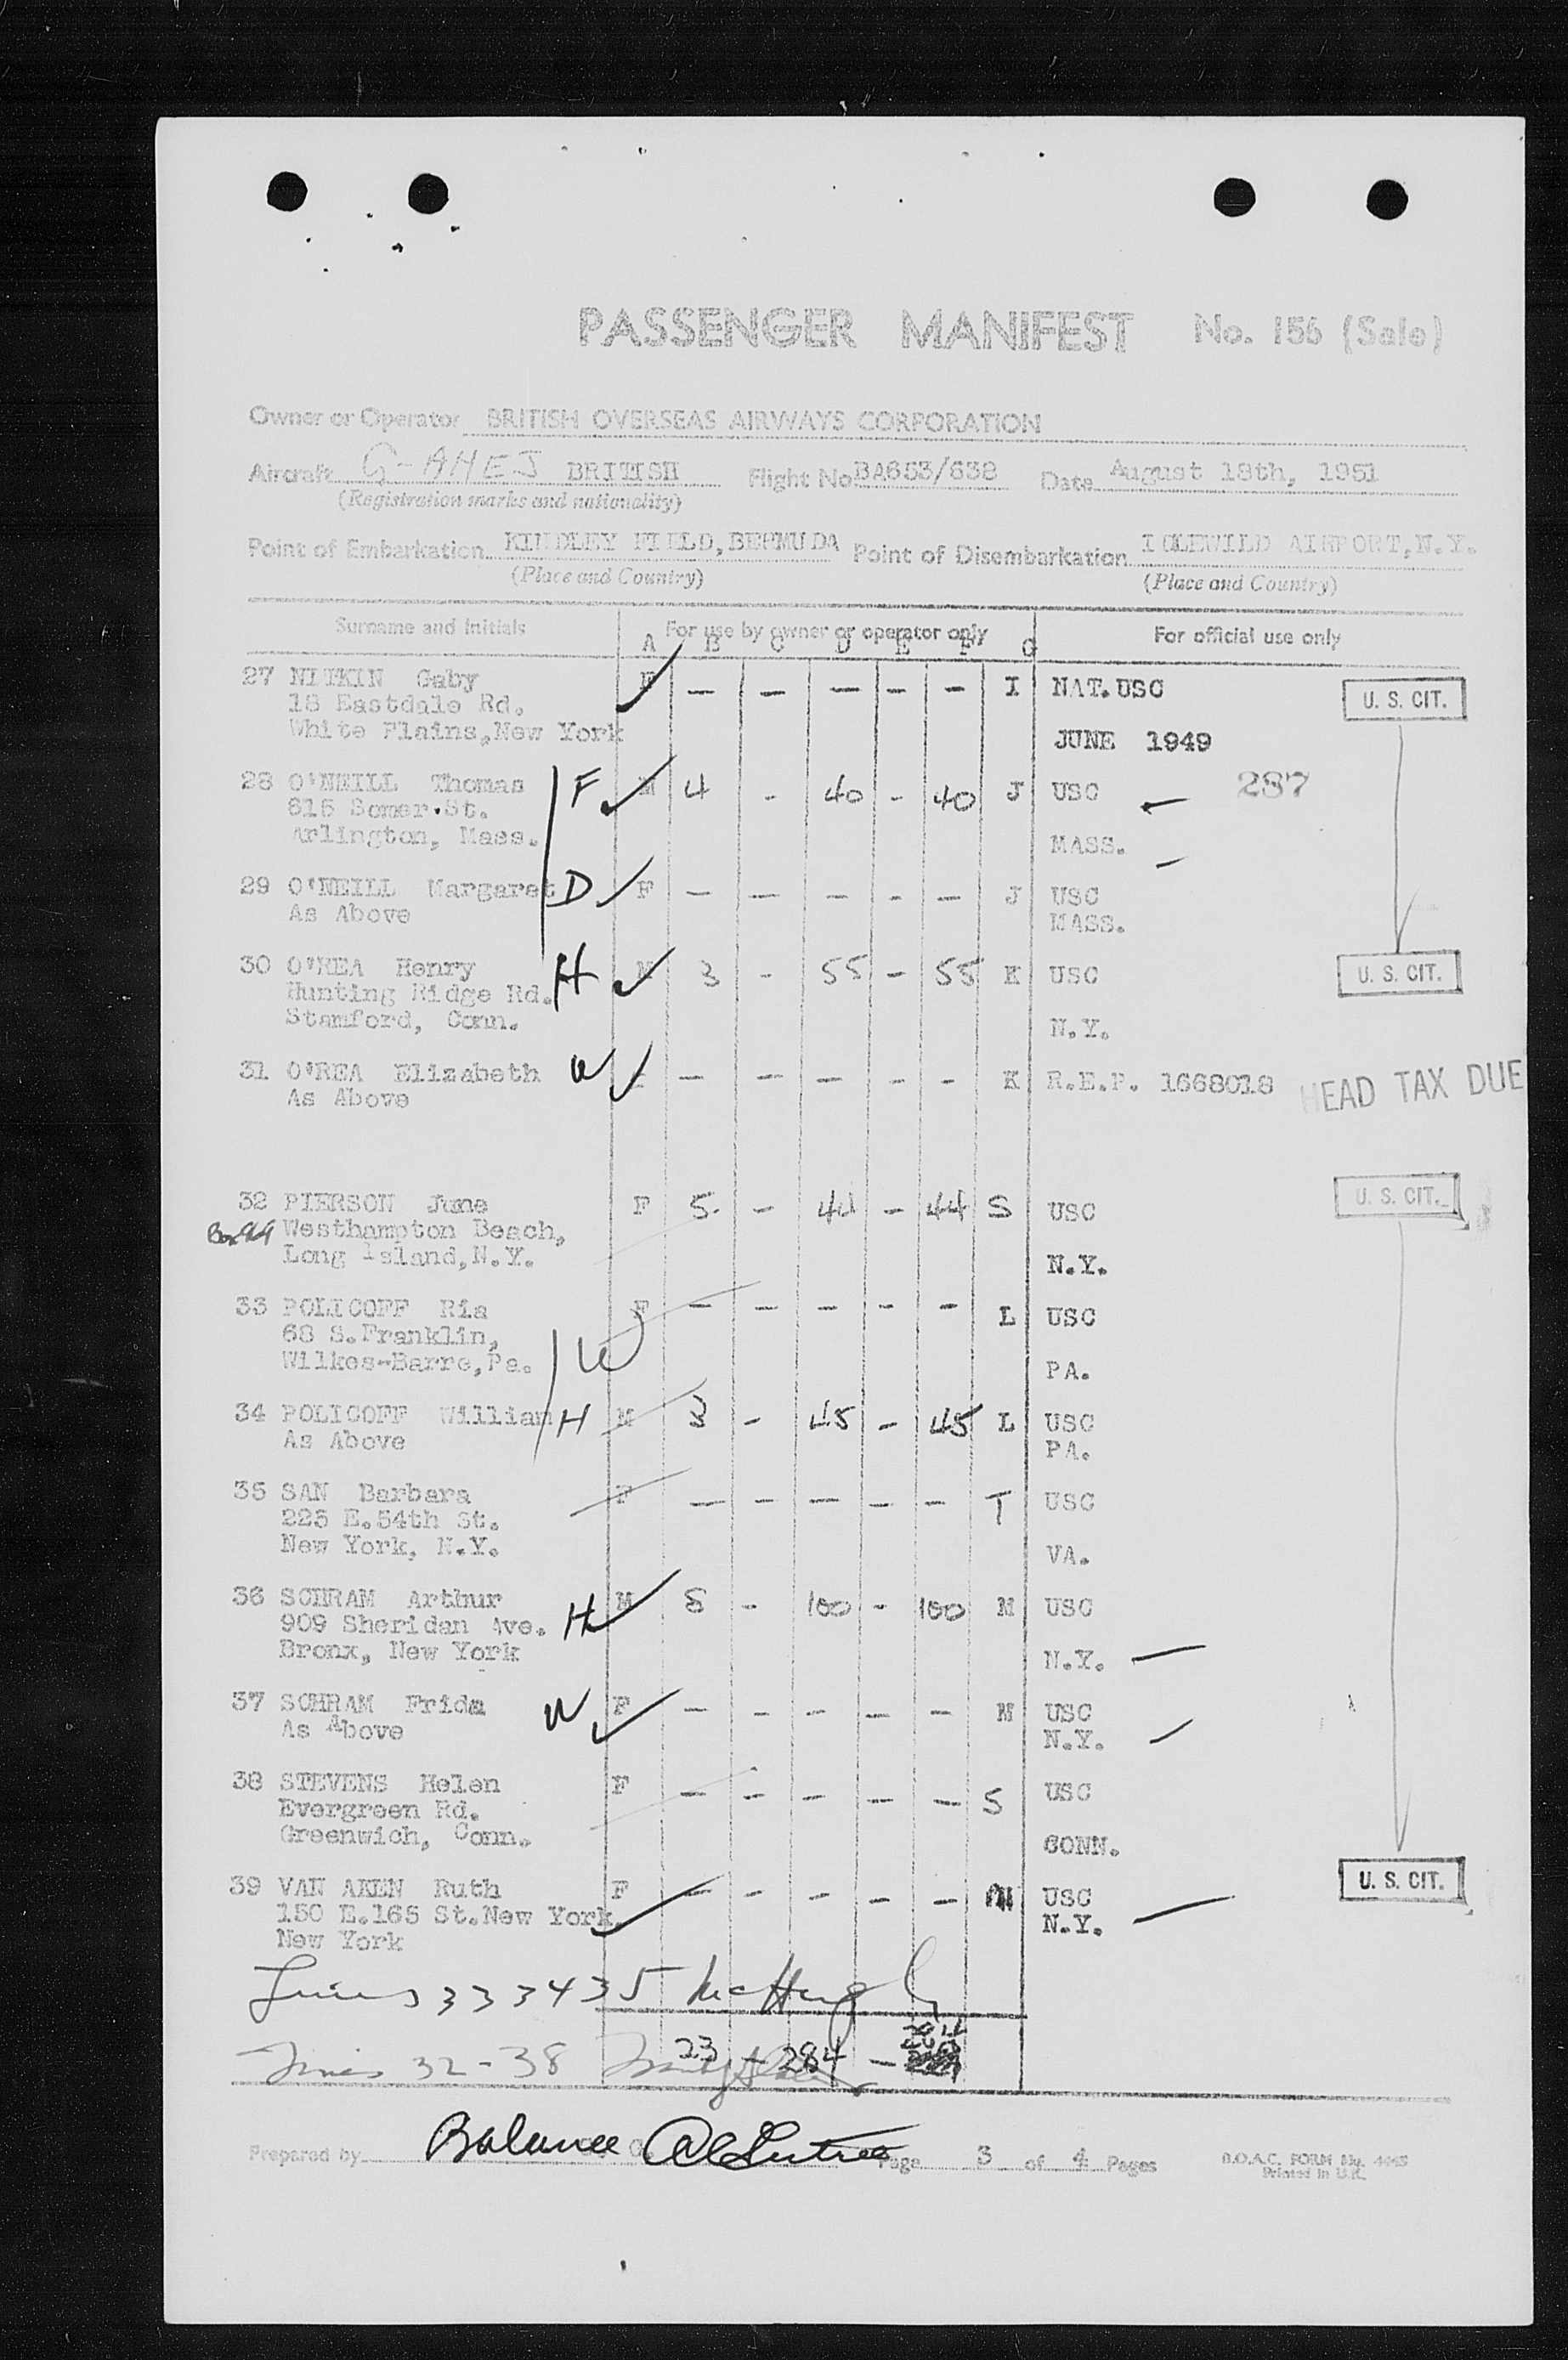 PASSENGER MANIFEST No. 156 (Sale)
Owner or Operator BRITISH OVERSEAS AIRWAYS CORPORATION
Aircraft G-AHEJ BRITISH Flight No BA653/638 Date August 19th, 1951
(Registration marks and nationality)
Point of Embarkation KINDLEY FIELD, BERMUDA Point of Disembarkation IDLEWILD AIRPORT, N.Y.
(Place and Country) (Place and Country)
Surname and Initials For use by owner or operator only For official use only
A B C D E F G
27 NITKIN Gaby F - - - - - I NAT. USC U. S. CIT.
18 Eastdale Rd.
White Plains, New York JUNE 1949
28 O'NEILL Thomas F M 4 - 40 - 40 J USC 287
615 Somer. St.
Arlington, Mass. MASS.
29 O'NEILL Margaret D F - - - - - J USC
As Above MASS.
30 O'REA Henry H M 3 - 55 - 55 K USC U. S. CIT.
Hunting Ridge Rd.
Stamford, Conn. N.Y.
31 O'REA Elizabeth W - - - - - K R.E.P. 1668018 HEAD TAX DUE
As Above
32 PIERSON June F 5 - 44 - 44 S USC U. S. CIT.
Westhampton Beach,
Long Island, N.Y. N.Y.
33 POLICOFF Ria F - - - - - L USC
68 S. Franklin,
Wilkes-Barre, Pa. W PA.
34 POLICOFF William H M 3 - 45 - 45 L USC
As Above PA.
35 SAN Barbara F - - - - - T USC
225 E. 54th St.
New York, N.Y. VA.
36 SCHRAM Arthur H M 8 - 100 - 100 M USC
909 Sheridan Ave.
Bronx, New York N.Y.
37 SCHRAM Frida W F - - - - - M USC
As Above N.Y.
38 STEVENS Helen F - - - - - S USC
Evergreen Rd.
Greenwich, Conn. CONN.
39 VAN AKEN Ruth F - - - - - USC U. S. CIT.
150 E. 165 St. New York, N.Y.
New York
Lines 33 34 35 McHugh
23 - 284 -
Lines 32-38
Prepared by Balance Page 3 of 4 Pages B.O.A.C. FORM No.
Printed in U.K.